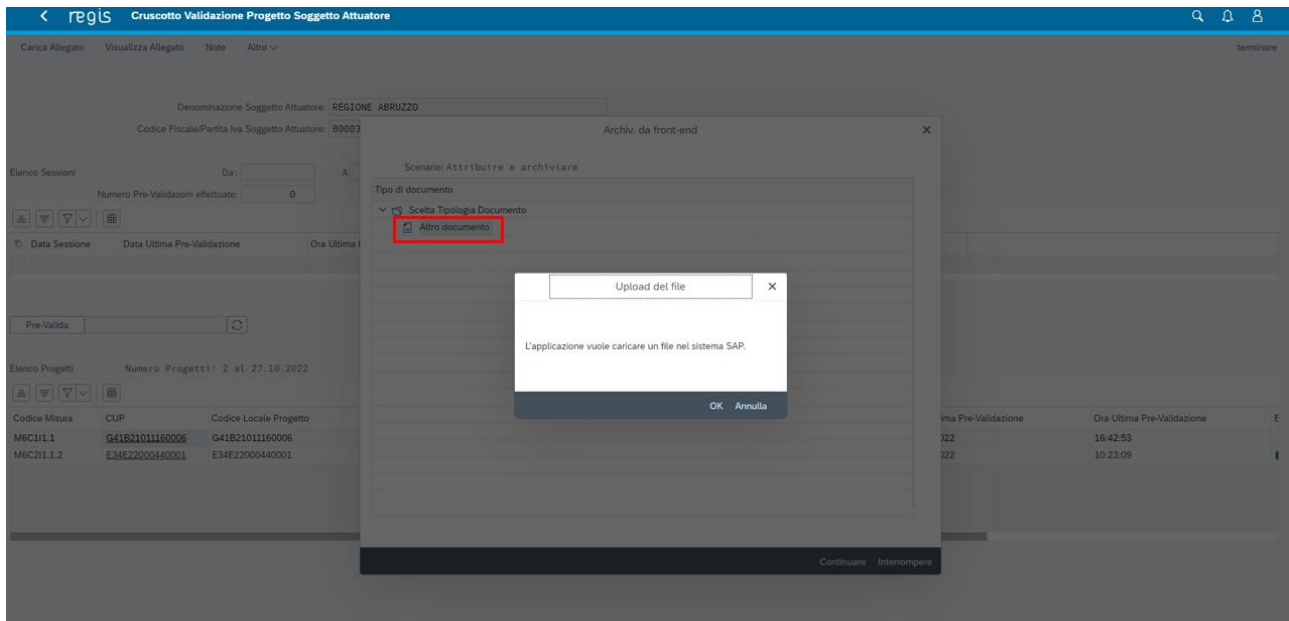 regis Cruscotto Validazione Progetto Soggetto Attuatore
Carica Allegato Visualizza Allegato Note Altro terminare
Denominazione Soggetto Attuatore: REGIONE ABRUZZO
Codice Fiscale/Partita Iva Soggetto Attuatore: 80003
Archiv. da front-end
Scenario: Attribuire e archiviare
Elenco Sessioni Da: A
Numero Pre-Validazoni effettuate: 0
Tipo di documento
Scelta Tipologia Documento
Altro documento
Data Sessione Data Ultima Pre-Validazione Ora Ultima
Upload del file
L'applicazione vuole caricare un file nel sistema SAP.
OK Annulla
Pre-Valida
Elenco Progetti Numero Progetti: 2 al 27.10.2022
Codice Misura CUP Codice Locale Progetto ima Pre-Validazione Ora Ultima Pre-Validazione E
M6C1I1.1 G41B21011160006 G41B21011160006 022 16:42:53
M6C2I1.1.2 E34E22000440001 E34E22000440001 022 10:23:09
Continuare Interrompere